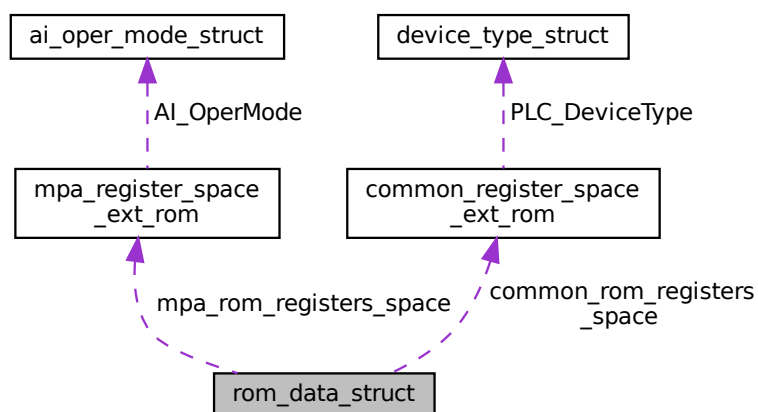 ai_oper_mode_struct
device_type_struct
AI_OperMode
PLC_DeviceType
mpa_register_space
_ext_rom
common_register_space
_ext_rom
mpa_rom_registers_space
common_rom_registers
_space
rom_data_struct